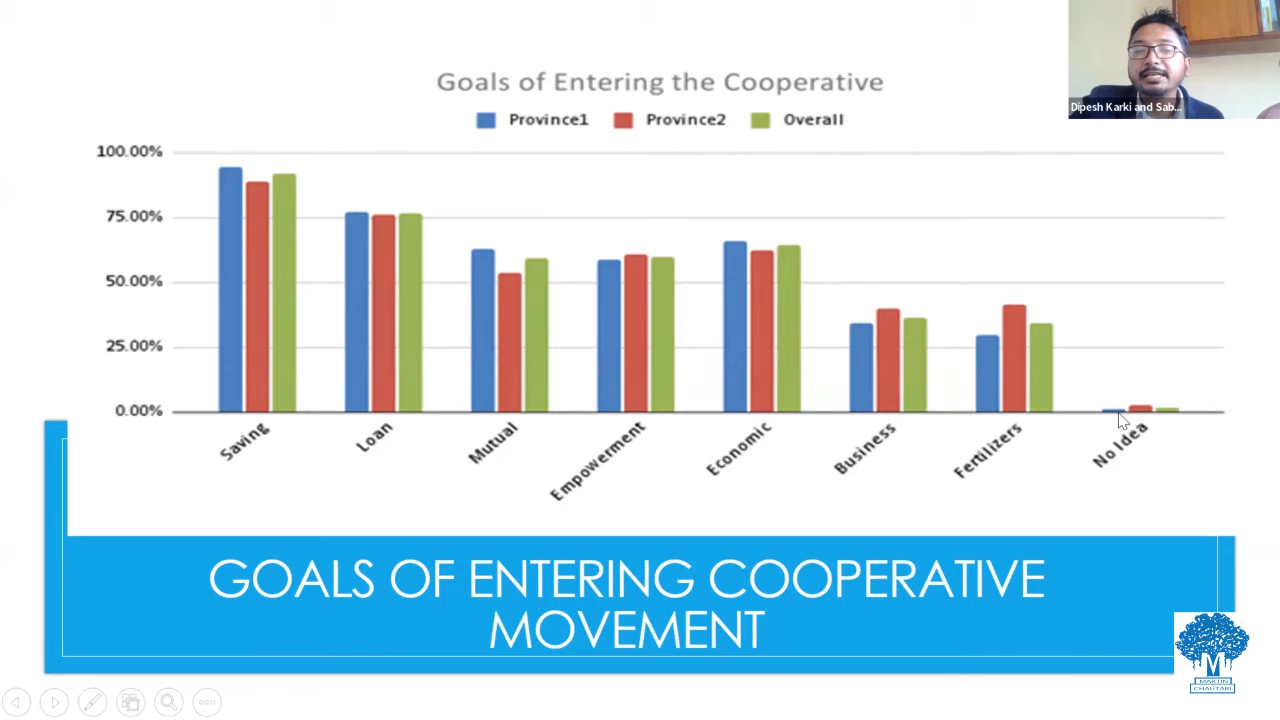 Goals of Entering the Cooperative
Province1 Province2 Overall
100.00%
75.00%
50.00%
25.00%
0.00%
Saving
Loan
Mutual
Empowerment
Economic
Business
Fertilizers
No Idea
GOALS OF ENTERING COOPERATIVE
MOVEMENT
Dipesh Karki and Sab...
M
MARTIN
CHAUTARI